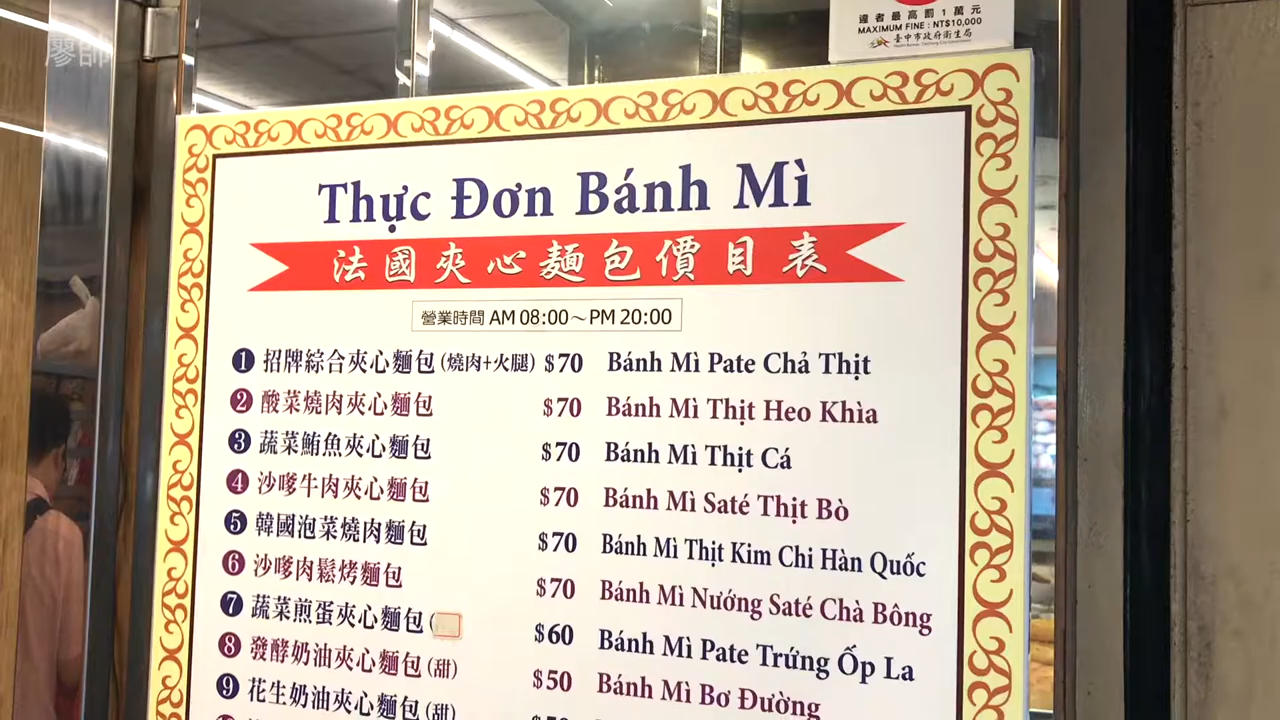 廖帥
違者最高罰1萬元
MAXIMUM FINE : NT$10,000
臺中市政府衛生局
Thực Đơn Bánh Mì
法國夾心麵包價目表
營業時間 AM 08:00～PM 20:00
1 招牌綜合夾心麵包(燒肉+火腿) $70 Bánh Mì Pate Chả Thịt
2 酸菜燒肉夾心麵包 $70 Bánh Mì Thịt Heo Khìa
3 蔬菜鮪魚夾心麵包 $70 Bánh Mì Thịt Cá
4 沙嗲牛肉夾心麵包 $70 Bánh Mì Saté Thịt Bò
5 韓國泡菜燒肉麵包 $70 Bánh Mì Thịt Kim Chi Hàn Quốc
6 沙嗲肉鬆烤麵包 $70 Bánh Mì Nướng Saté Chà Bông
7 蔬菜煎蛋夾心麵包( $60 Bánh Mì Pate Trứng Ốp La
8 發酵奶油夾心麵包(甜) $50 Bánh Mì Bơ Đường
9 花生奶油夾心麵包(甜)